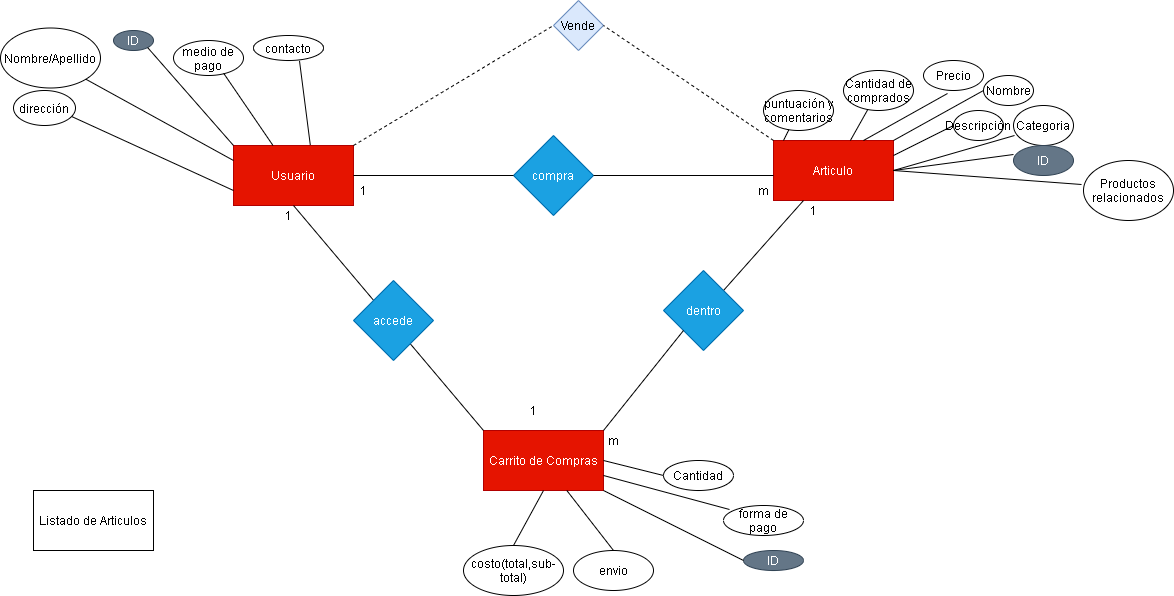 Vende
Nombre/Apellido
ID
medio de
pago
contacto
dirección
puntuación y
comentarios
Cantidad de
comprados
Precio
Nombre
Descripción
Categoria
ID
Productos
relacionados
Usuario
1
compra
m
Articulo
1
1
accede
dentro
1
m
Carrito de Compras
Cantidad
forma de
pago
ID
costo(total,sub-
total)
envio
Listado de Articulos